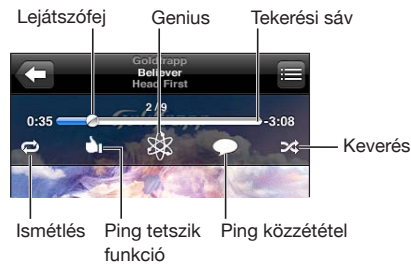 Lejátszófej Genius Tekerési sáv
Goldfrapp
Believer
Head First
2 / 9
0:35 -3:08
Keverés
Ismétlés Ping tetszik funkció Ping közzététel